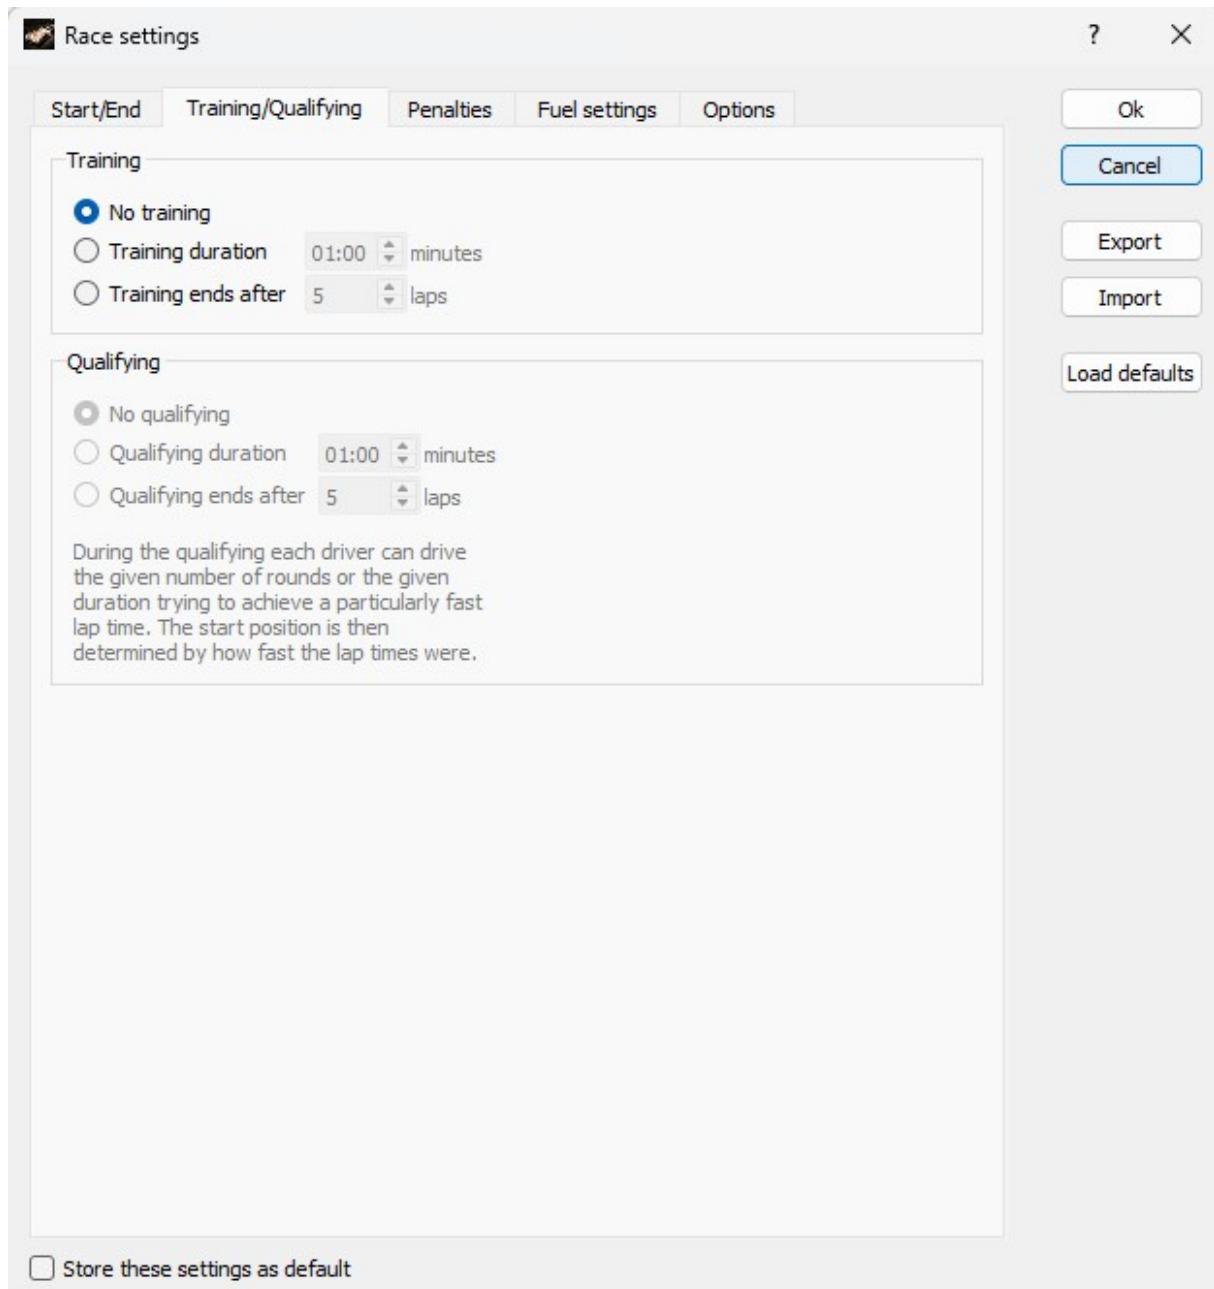 Race settings ?
Start/End Training/Qualifying Penalties Fuel settings Options
Ok
Cancel
Export
Import
Load defaults
Training
No training
Training duration 01:00 minutes
Training ends after 5 laps
Qualifying
No qualifying
Qualifying duration 01:00 minutes
Qualifying ends after 5 laps
During the qualifying each driver can drive
the given number of rounds or the given
duration trying to achieve a particularly fast
lap time. The start position is then
determined by how fast the lap times were.
Store these settings as default